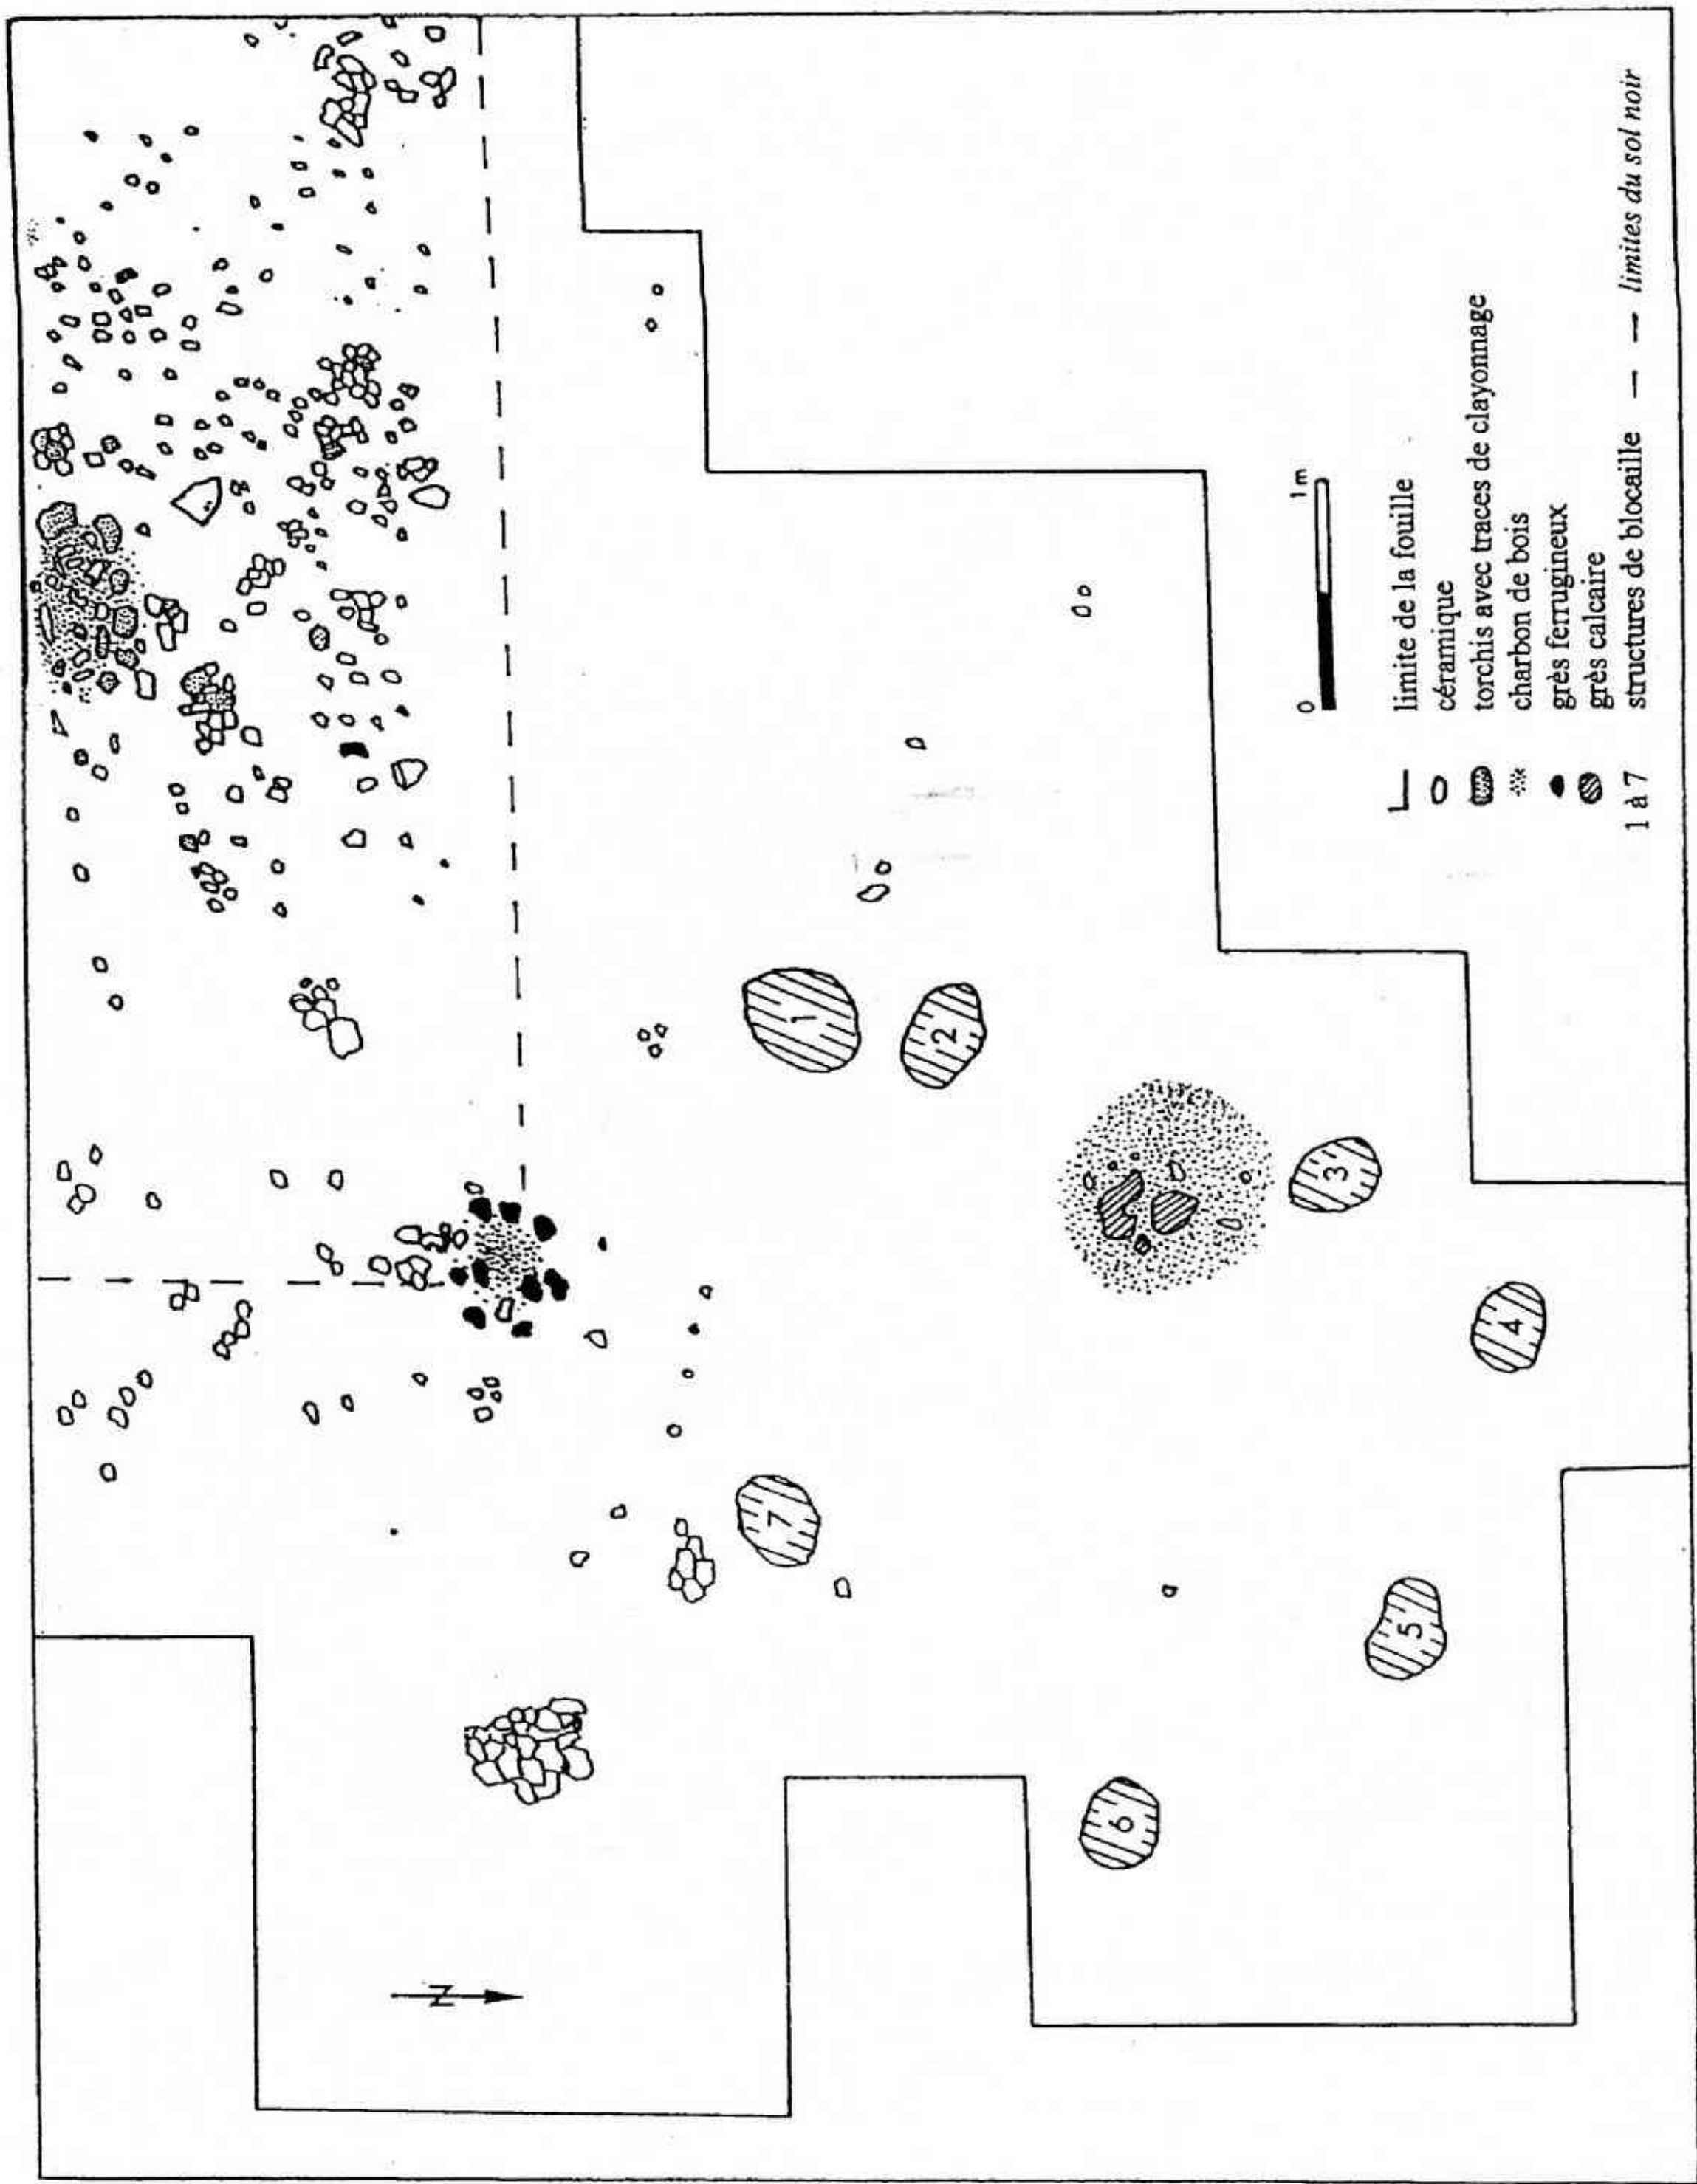 N
1
2
3
4
5
6
7
0 1m
limite de la fouille
céramique
torchis avec traces de clayonnage
charbon de bois
grès ferrugineux
grès calcaire
1 à 7 structures de blocaille — — limites du sol noir